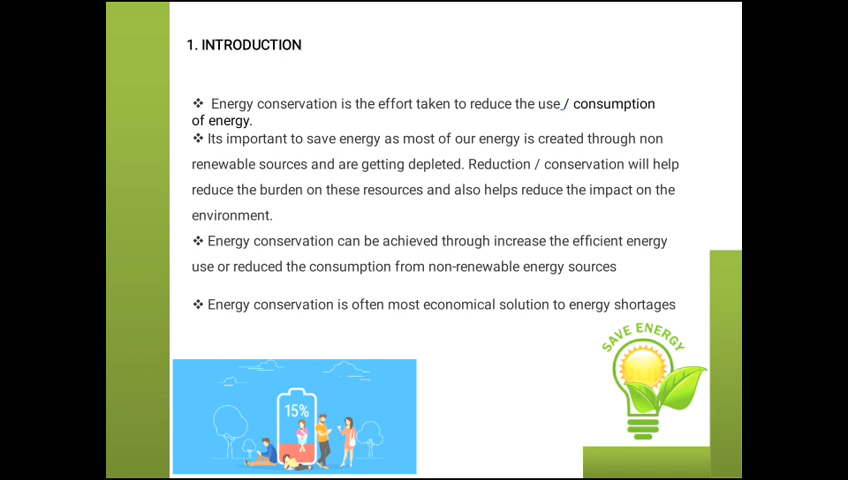 1. INTRODUCTION
❖ Energy conservation is the effort taken to reduce the use / consumption
of energy.
❖ Its important to save energy as most of our energy is created through non
renewable sources and are getting depleted. Reduction / conservation will help
reduce the burden on these resources and also helps reduce the impact on the
environment.
❖ Energy conservation can be achieved through increase the efficient energy
use or reduced the consumption from non-renewable energy sources
❖ Energy conservation is often most economical solution to energy shortages
SAVE ENERGY
15%